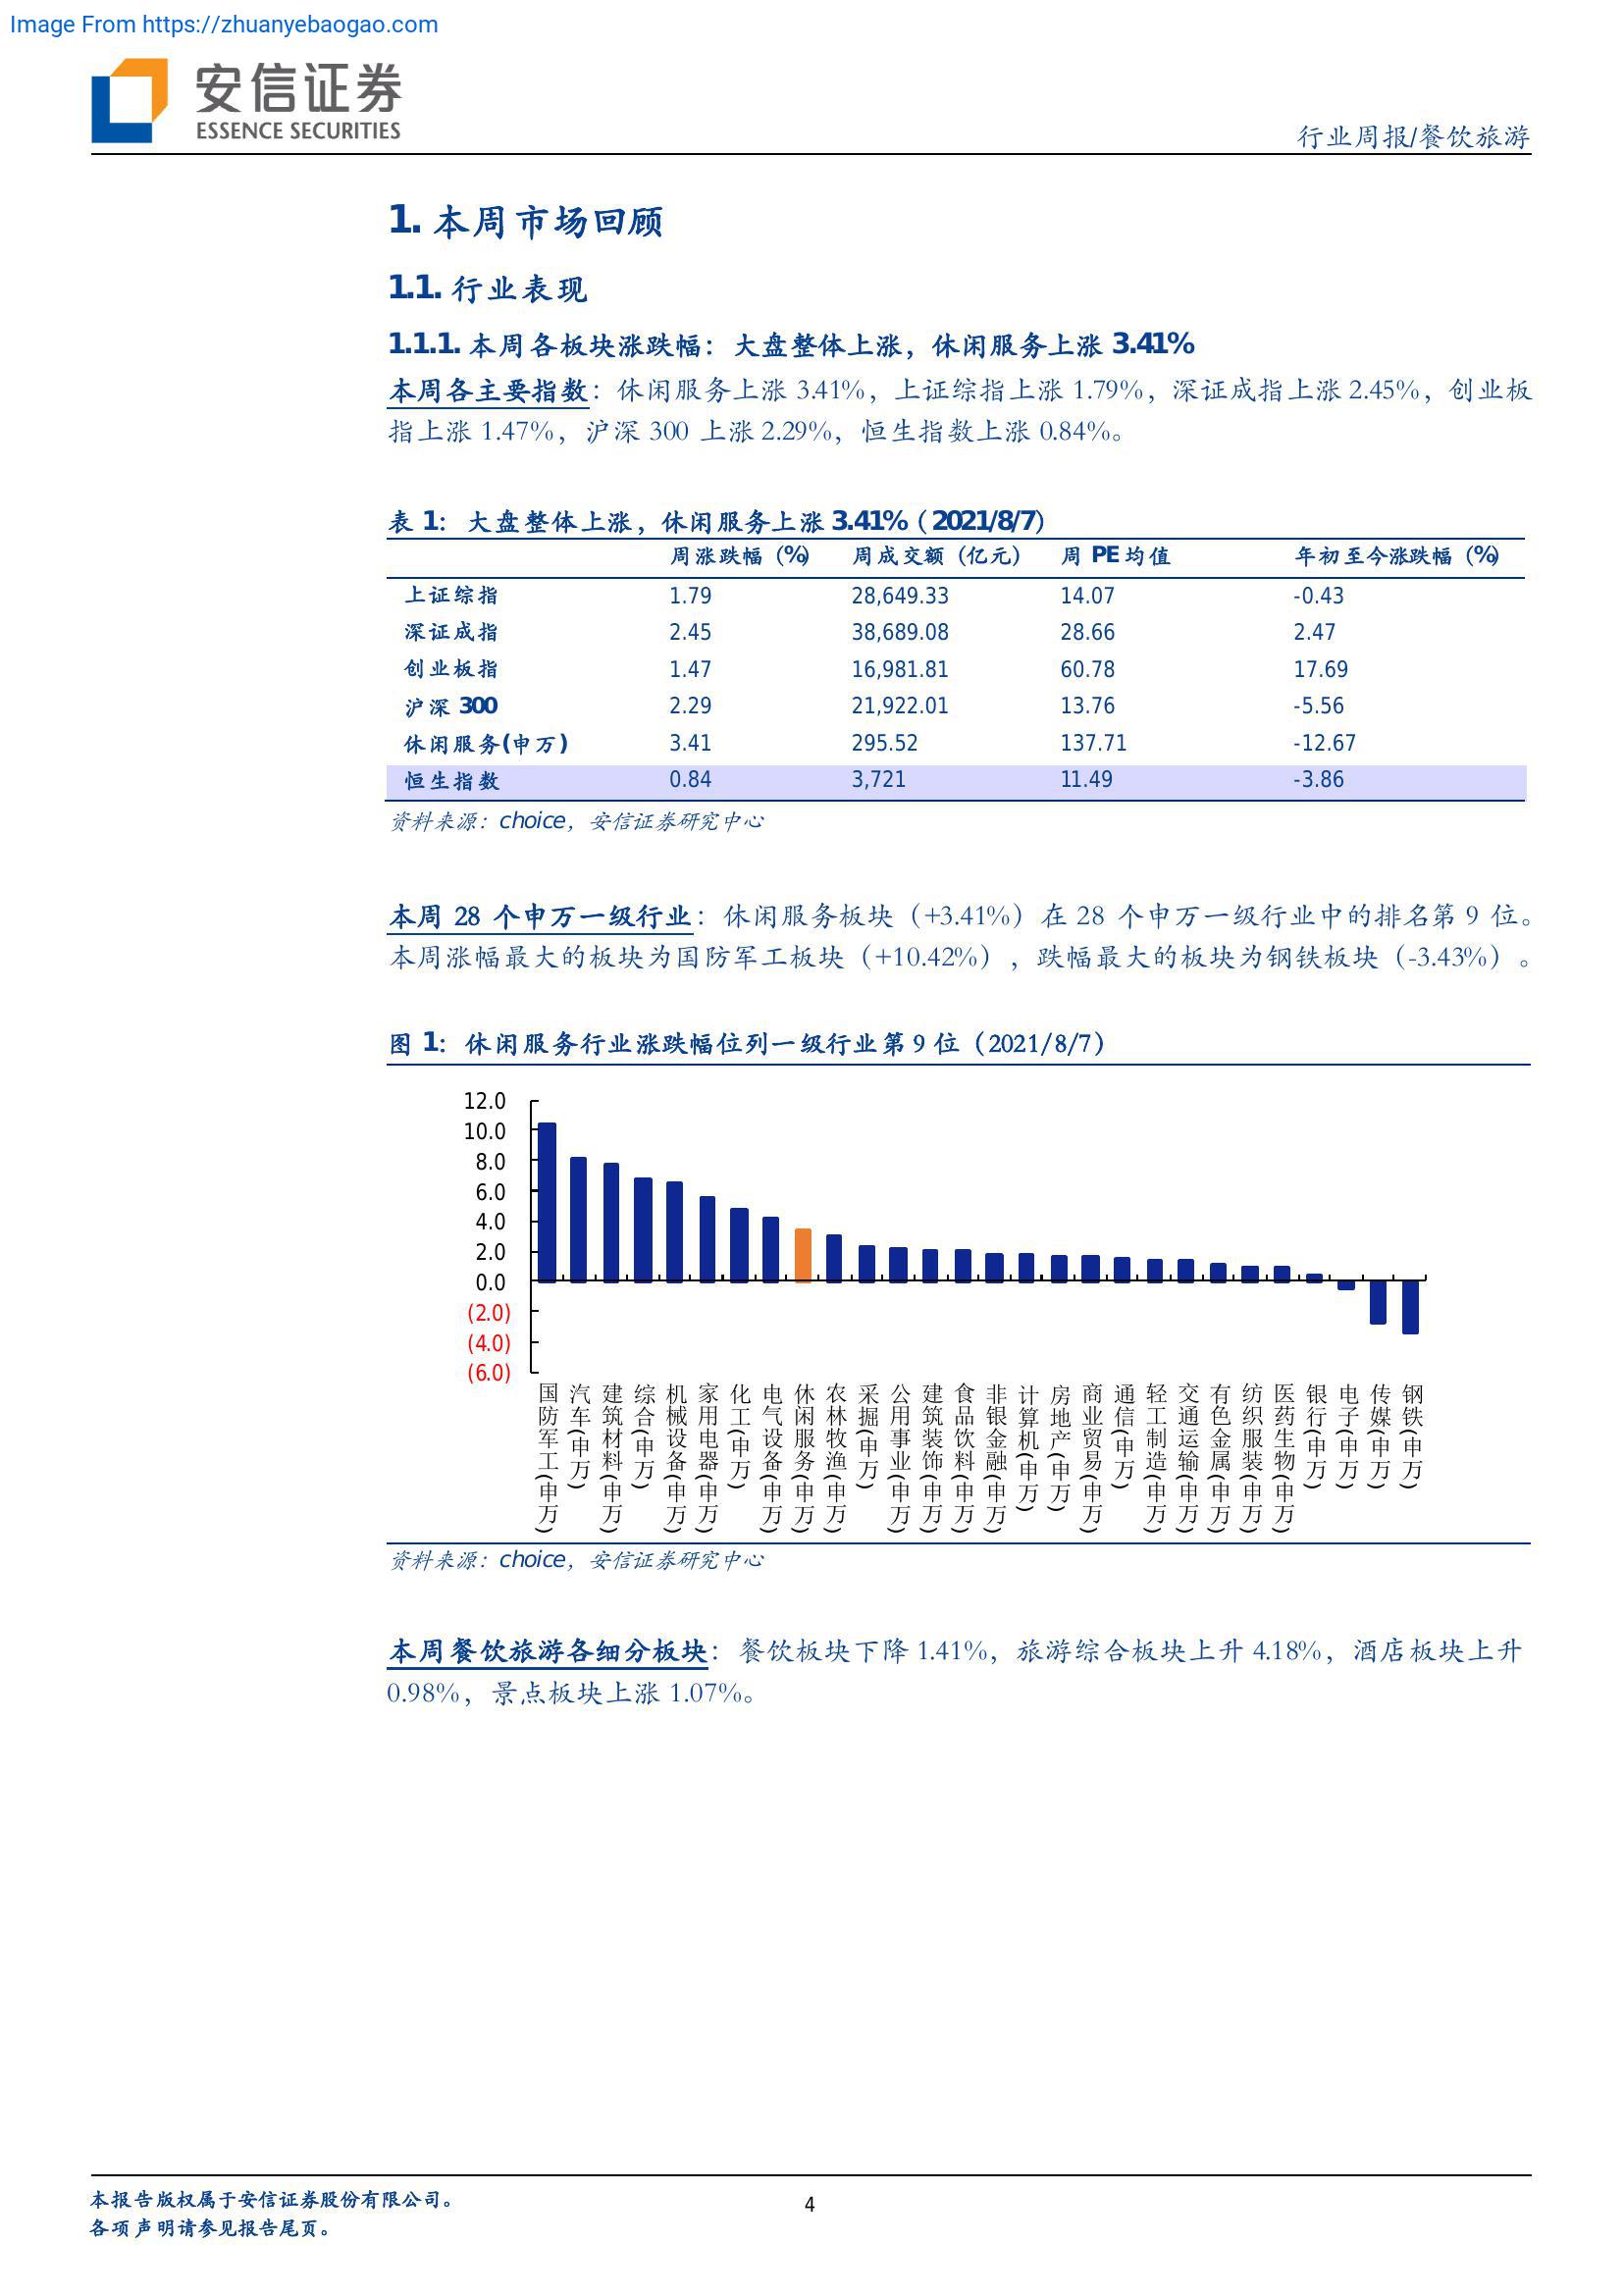 Image From https://zhuanyebaogao.com
安信证券
ESSENCE SECURITIES
行业周报/餐饮旅游
1. 本周市场回顾
1.1. 行业表现
1.1.1. 本周各板块涨跌幅：大盘整体上涨，休闲服务上涨 3.41%
本周各主要指数：休闲服务上涨 3.41%，上证综指上涨 1.79%，深证成指上涨 2.45%，创业板
指上涨 1.47%，沪深 300 上涨 2.29%，恒生指数上涨 0.84%。
表 1：大盘整体上涨，休闲服务上涨 3.41%（2021/8/7）
周涨跌幅（%） 周成交额（亿元） 周 PE 均值 年初至今涨跌幅（%）
上证综指 1.79 28,649.33 14.07 -0.43
深证成指 2.45 38,689.08 28.66 2.47
创业板指 1.47 16,981.81 60.78 17.69
沪深 300 2.29 21,922.01 13.76 -5.56
休闲服务(申万) 3.41 295.52 137.71 -12.67
恒生指数 0.84 3,721 11.49 -3.86
资料来源：choice，安信证券研究中心
本周 28 个申万一级行业：休闲服务板块（+3.41%）在 28 个申万一级行业中的排名第 9 位。
本周涨幅最大的板块为国防军工板块（+10.42%），跌幅最大的板块为钢铁板块（-3.43%）。
图 1：休闲服务行业涨跌幅位列一级行业第 9 位（2021/8/7）
12.0
10.0
8.0
6.0
4.0
2.0
0.0
(2.0)
(4.0)
(6.0)
国防军工(申万)
汽车(申万)
建筑材料(申万)
综合(申万)
机械设备(申万)
家用电器(申万)
化工(申万)
电气设备(申万)
休闲服务(申万)
农林牧渔(申万)
采掘(申万)
公用事业(申万)
建筑装饰(申万)
食品饮料(申万)
非银金融(申万)
计算机(申万)
房地产(申万)
商业贸易(申万)
通信(申万)
轻工制造(申万)
交通运输(申万)
有色金属(申万)
纺织服装(申万)
医药生物(申万)
银行(申万)
电子(申万)
传媒(申万)
钢铁(申万)
资料来源：choice，安信证券研究中心
本周餐饮旅游各细分板块：餐饮板块下降 1.41%，旅游综合板块上升 4.18%，酒店板块上升
0.98%，景点板块上涨 1.07%。
本报告版权属于安信证券股份有限公司。
各项声明请参见报告尾页。
4